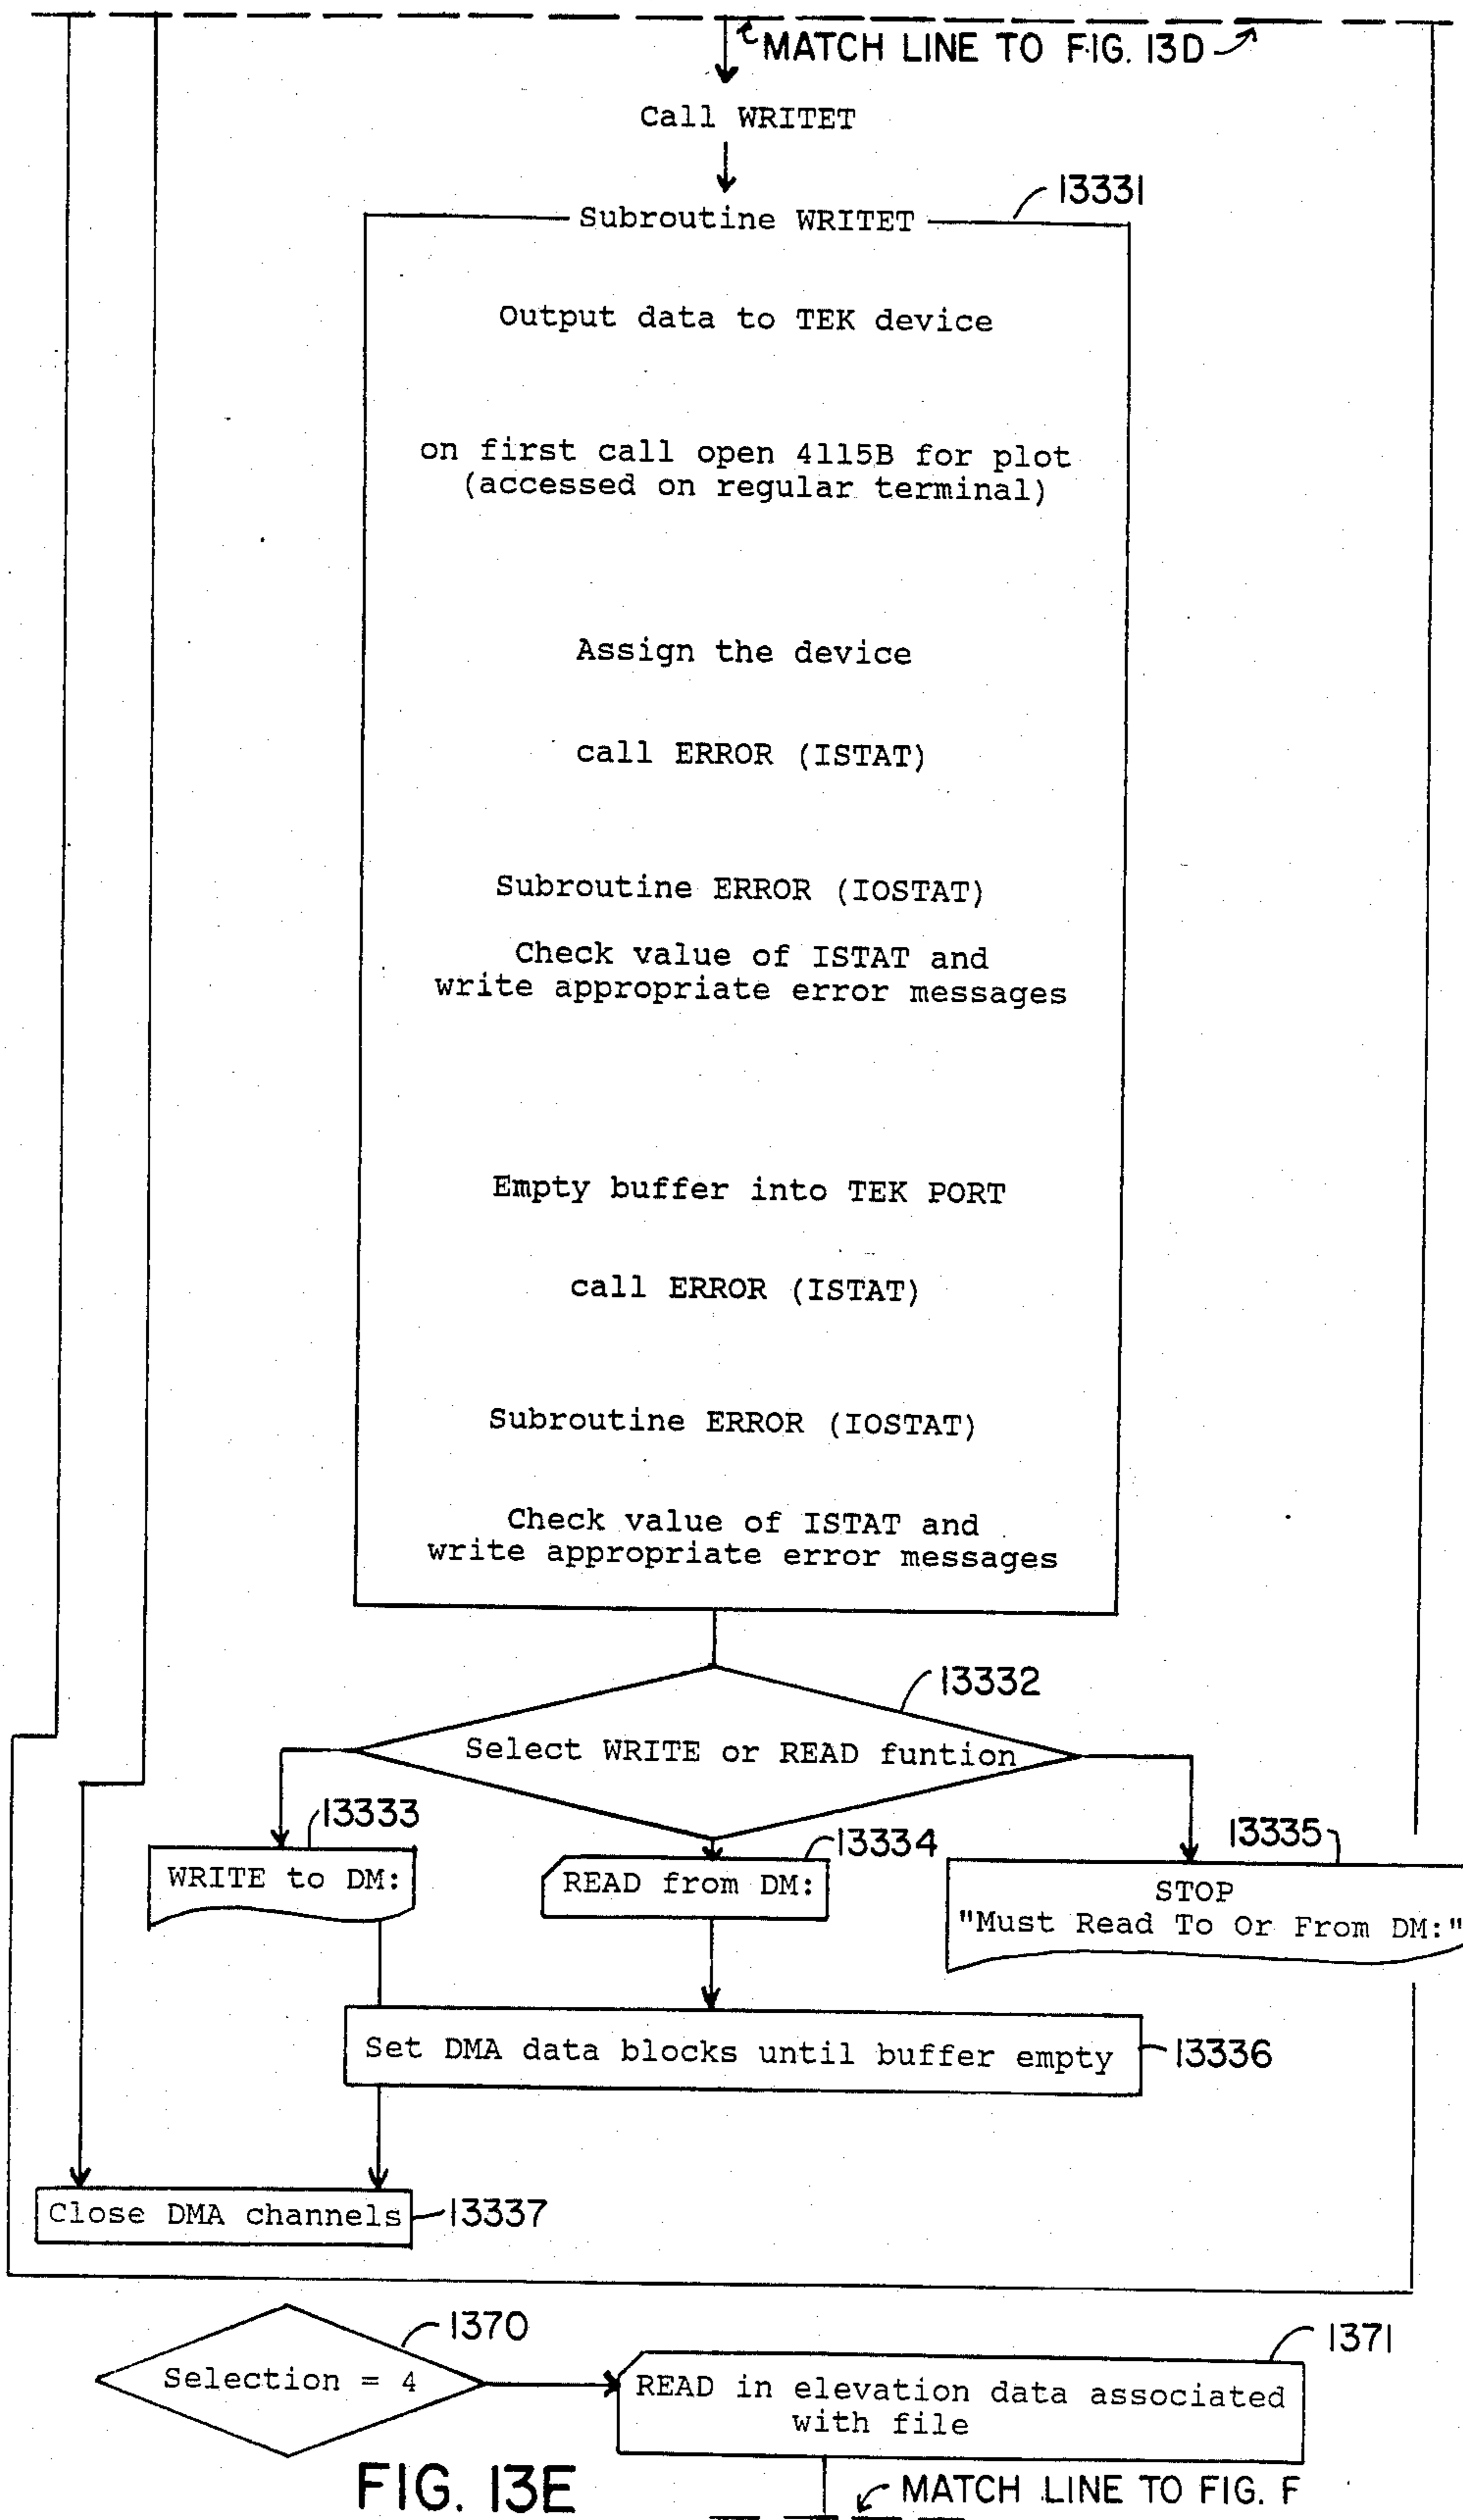 MATCH LINE TO FIG. 13D
Call WRITET
13331
Subroutine WRITET
Output data to TEK device
on first call open 4115B for plot
(accessed on regular terminal)
Assign the device
call ERROR (ISTAT)
Subroutine ERROR (IOSTAT)
Check value of ISTAT and
write appropriate error messages
Empty buffer into TEK PORT
call ERROR (ISTAT)
Subroutine ERROR (IOSTAT)
Check value of ISTAT and
write appropriate error messages
13332
Select WRITE or READ funtion
13333
13334
13335
WRITE to DM:
READ from DM:
STOP
"Must Read To Or From DM:"
Set DMA data blocks until buffer empty
13336
Close DMA channels
13337
1370
1371
Selection = 4
READ in elevation data associated
with file
FIG. 13E
MATCH LINE TO FIG. F